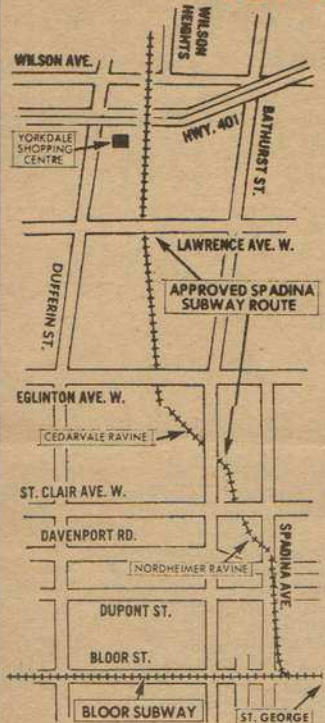 WILSON
HEIGHTS
WILSON AVE.
HWY. 401
BATHURST ST.
YORKDALE
SHOPPING
CENTRE
LAWRENCE AVE. W.
DUFFERIN ST.
APPROVED SPADINA
SUBWAY ROUTE
EGLINTON AVE. W.
CEDARVALE RAVINE
ST. CLAIR AVE. W.
DAVENPORT RD.
SPADINA AVE.
NORDHEIMER RAVINE
DUPONT ST.
BLOOR ST.
BLOOR SUBWAY
ST. GEORGE